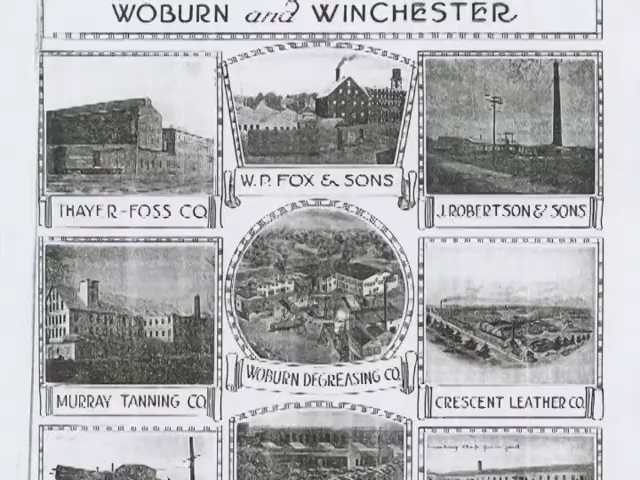 WOBURN and WINCHESTER
THAYER-FOSS CO.
W. P. FOX & SONS
J. ROBERTSON & SONS
MURRAY TANNING CO.
WOBURN DEGREASING CO.
CRESCENT LEATHER CO.